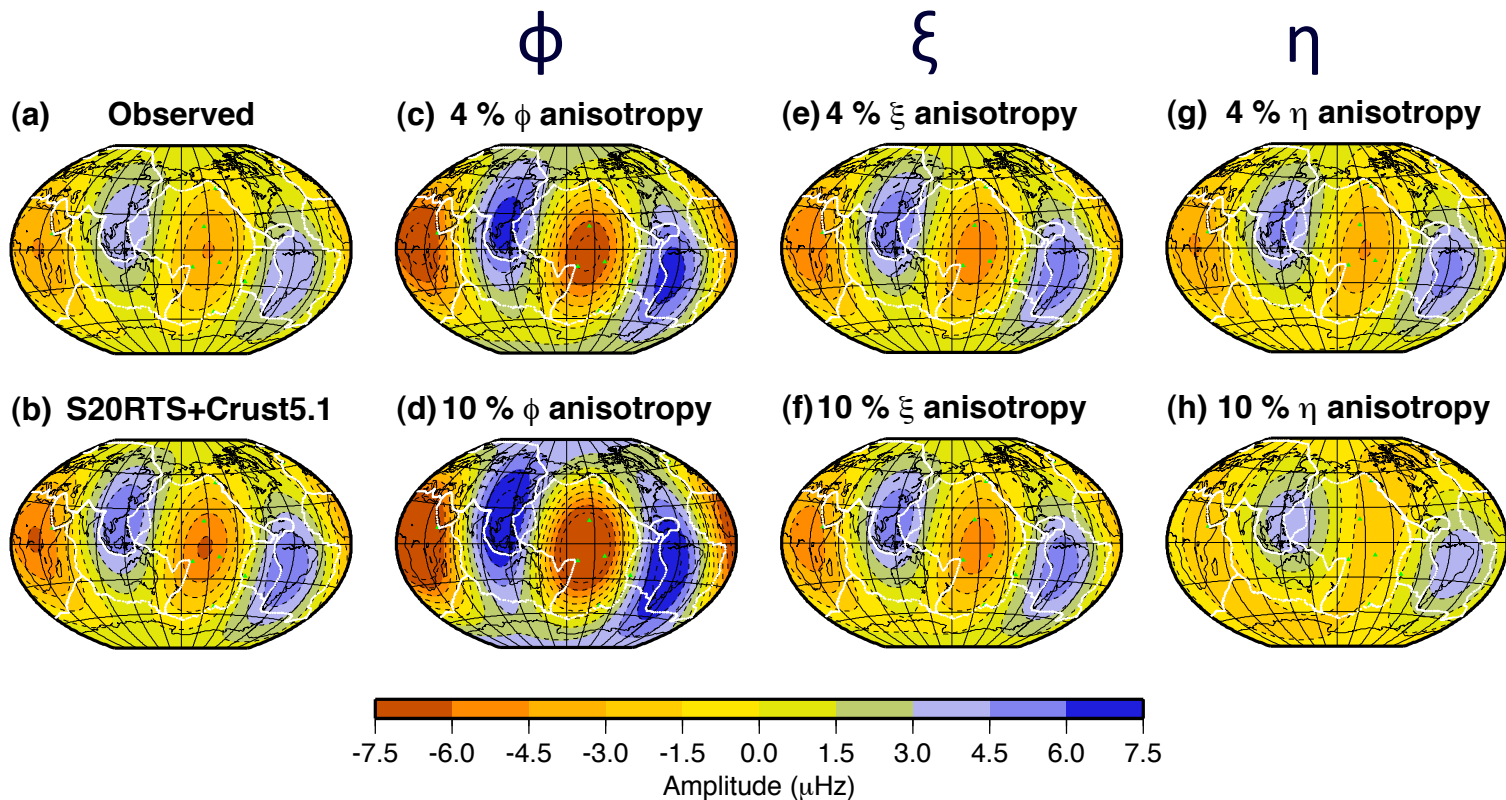 ϕ ξ η
(a) Observed
(c) 4 % ϕ anisotropy
(e) 4 % ξ anisotropy
(g) 4 % η anisotropy
(b) S20RTS+Crust5.1
(d) 10 % ϕ anisotropy
(f) 10 % ξ anisotropy
(h) 10 % η anisotropy
-7.5 -6.0 -4.5 -3.0 -1.5 0.0 1.5 3.0 4.5 6.0 7.5
Amplitude (μHz)